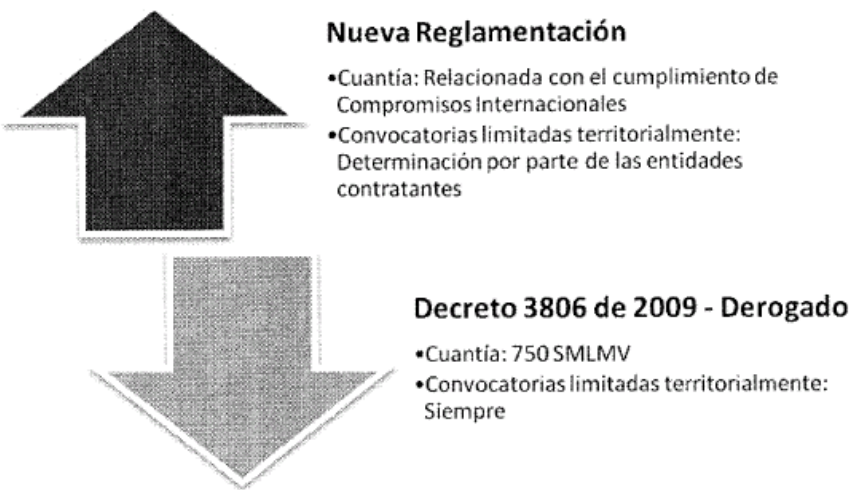 Nueva Reglamentación
•Cuantía: Relacionada con el cumplimiento de
Compromisos Internacionales
•Convocatorias limitadas territorialmente:
Determinación por parte de las entidades
contratantes
Decreto 3806 de 2009 - Derogado
•Cuantía: 750 SMLMV
•Convocatorias limitadas territorialmente:
Siempre